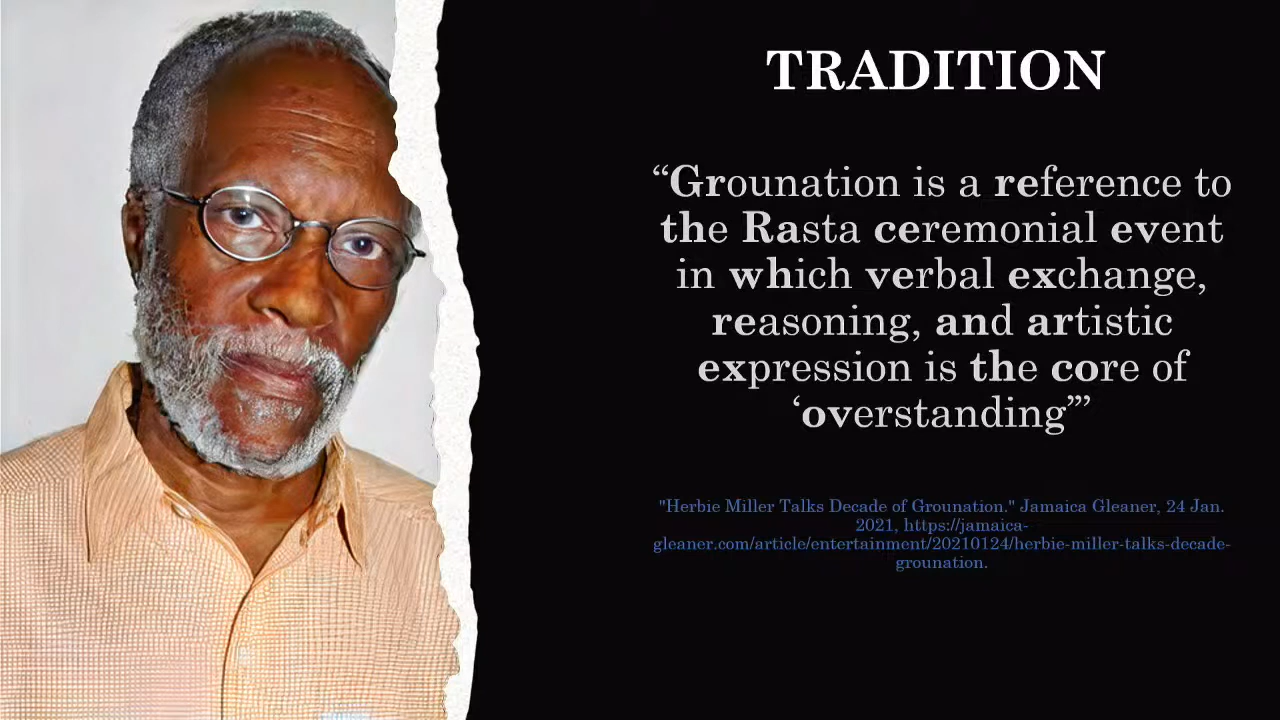 TRADITION
“Grounation is a reference to
the Rasta ceremonial event
in which verbal exchange,
reasoning, and artistic
expression is the core of
‘overstanding’”
"Herbie Miller Talks Decade of Grounation." Jamaica Gleaner, 24 Jan.
2021, https://jamaica-
gleaner.com/article/entertainment/20210124/herbie-miller-talks-decade-
grounation.